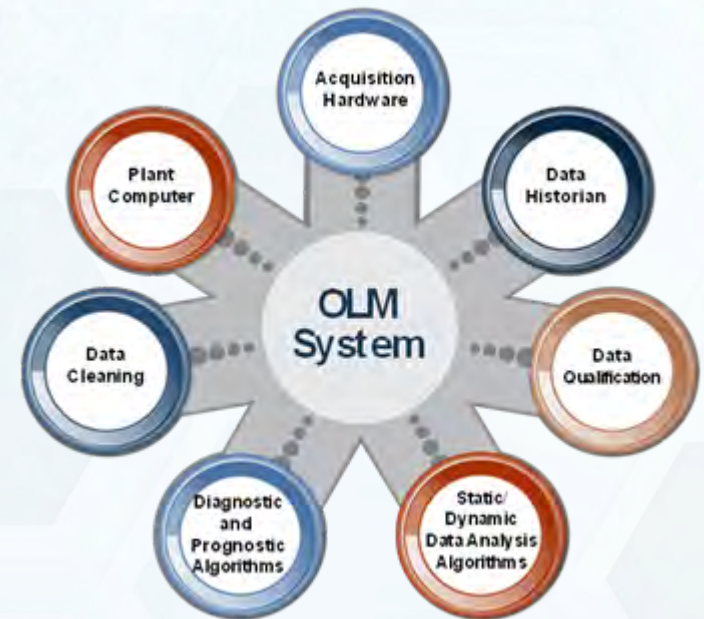 Acquisition
Hardware
Plant
Computer
Data
Historian
OLM
System
Data
Cleaning
Data
Qualification
Diagnostic
and
Prognostic
Algorithms
Static/
Dynamic
Data Analysis
Algorithms